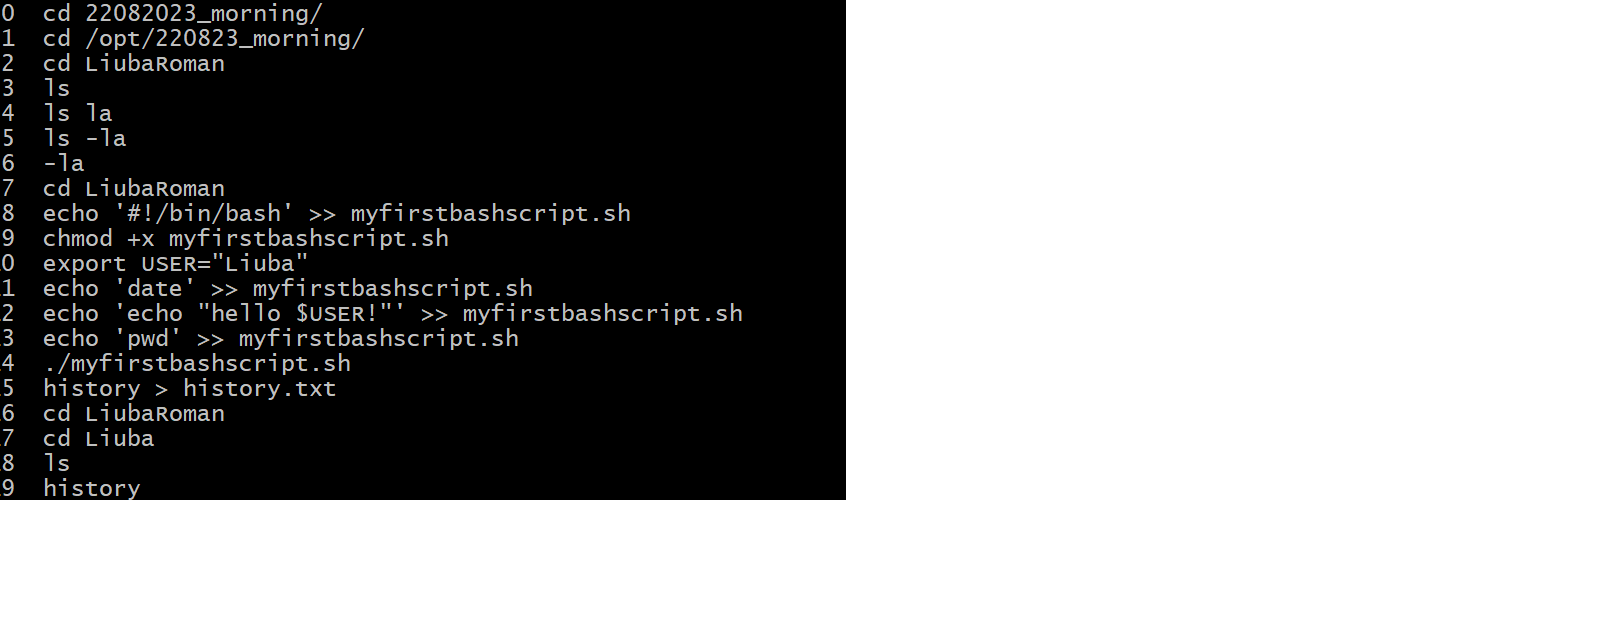 0  cd 22082023_morning/
1  cd /opt/220823_morning/
2  cd LiubaRoman
3  ls
4  ls la
5  ls -la
6  -la
7  cd LiubaRoman
8  echo '#!/bin/bash' >> myfirstbashscript.sh
9  chmod +x myfirstbashscript.sh
0  export USER="Liuba"
1  echo 'date' >> myfirstbashscript.sh
2  echo 'echo "hello $USER!"' >> myfirstbashscript.sh
3  echo 'pwd' >> myfirstbashscript.sh
4  ./myfirstbashscript.sh
5  history > history.txt
6  cd LiubaRoman
7  cd Liuba
8  ls
9  history